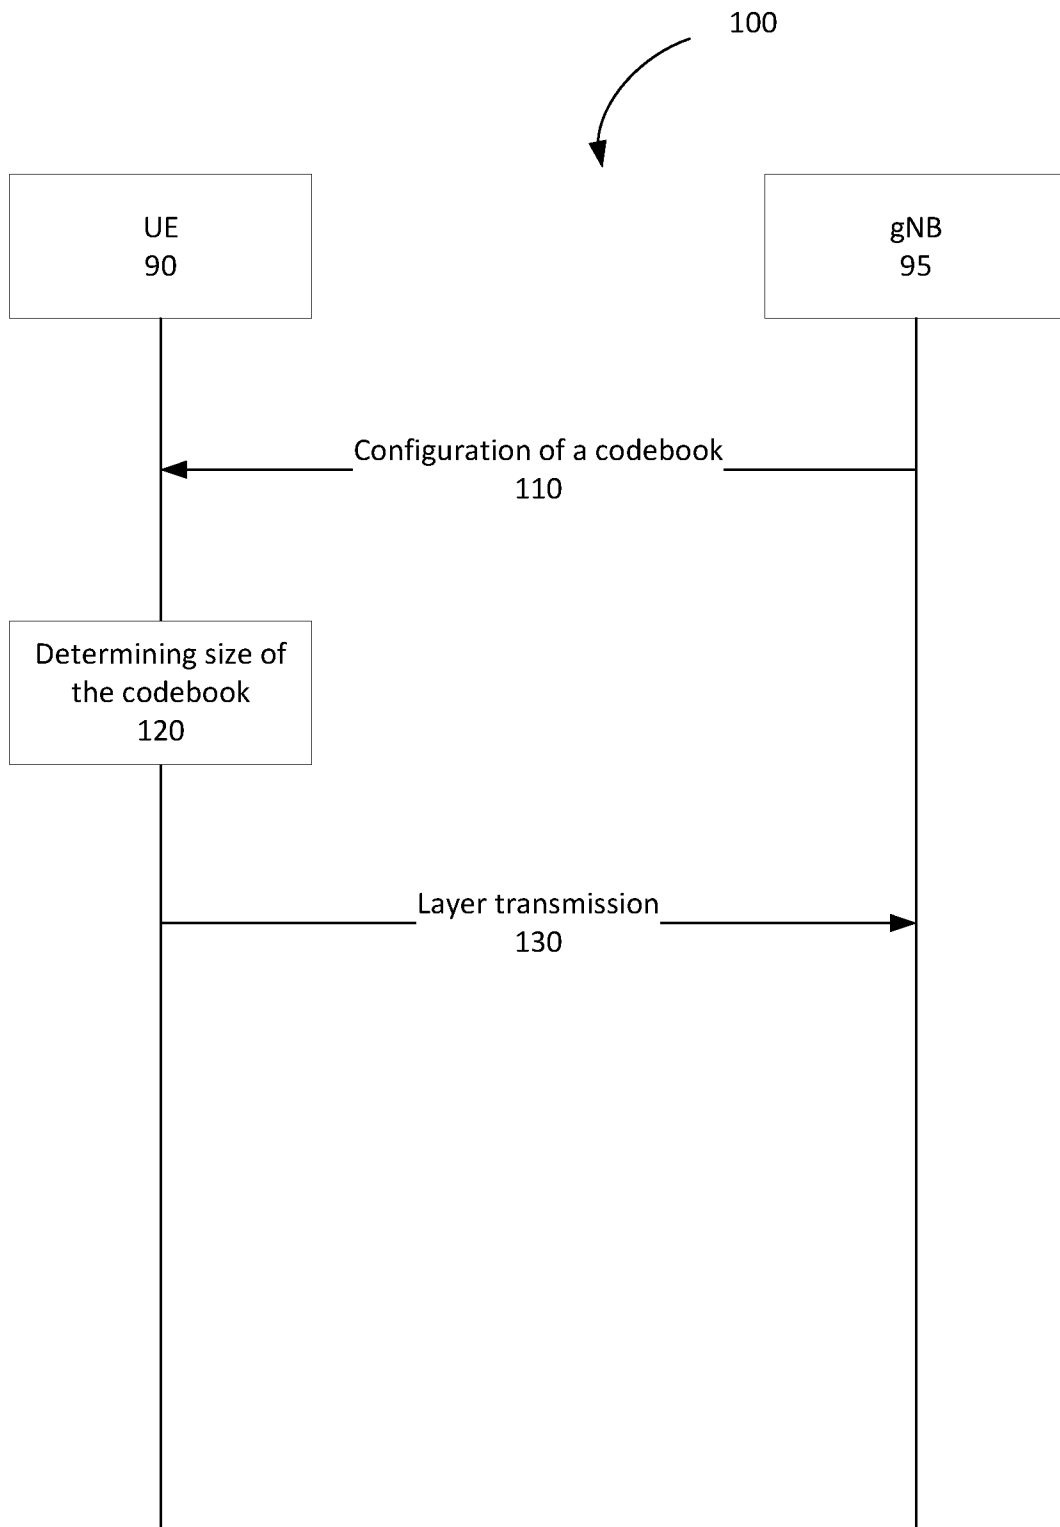 100
UE
90
gNB
95
Configuration of a codebook
110
Determining size of
the codebook
120
Layer transmission
130